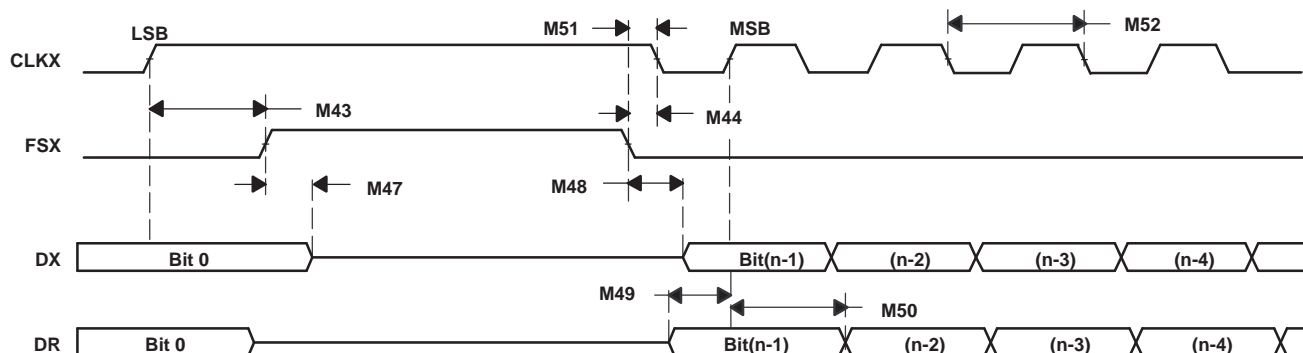 LSB
M51
MSB
M52
CLKX
M43
M44
FSX
M47
M48
DX
Bit 0
Bit(n-1)
(n-2)
(n-3)
(n-4)
M49
M50
DR
Bit 0
Bit(n-1)
(n-2)
(n-3)
(n-4)